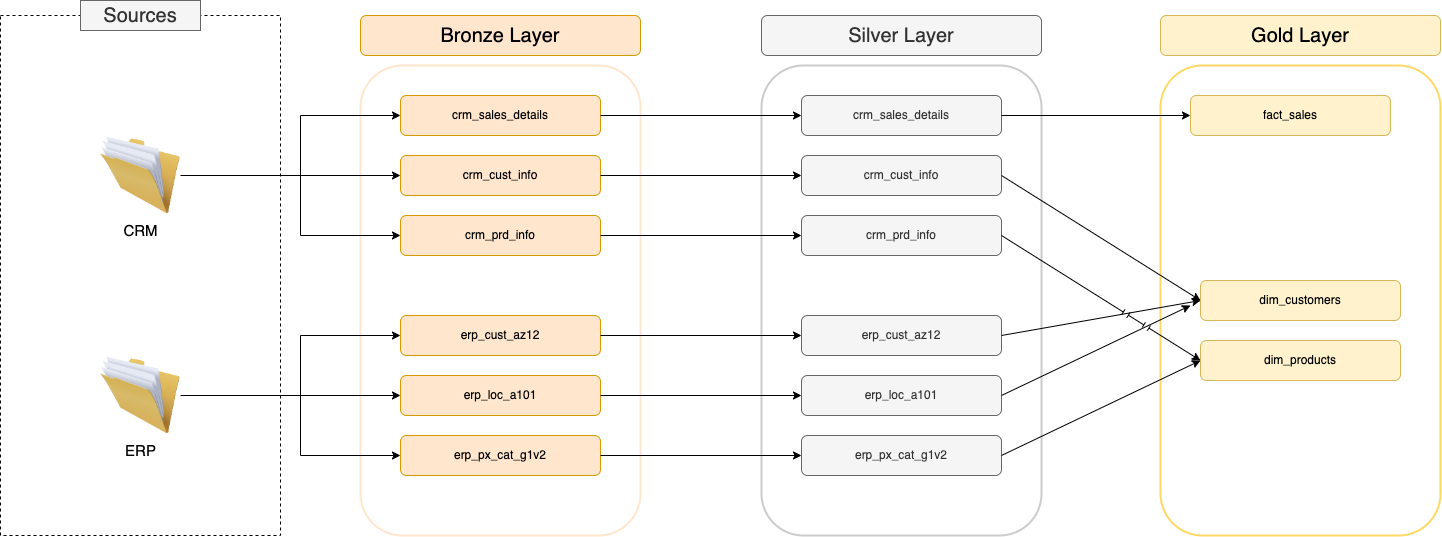 Sources
Bronze Layer
Silver Layer
Gold Layer
crm_sales_details
crm_sales_details
fact_sales
crm_cust_info
crm_cust_info
CRM
crm_prd_info
crm_prd_info
dim_customers
erp_cust_az12
erp_cust_az12
dim_products
erp_loc_a101
erp_loc_a101
ERP
erp_px_cat_g1v2
erp_px_cat_g1v2